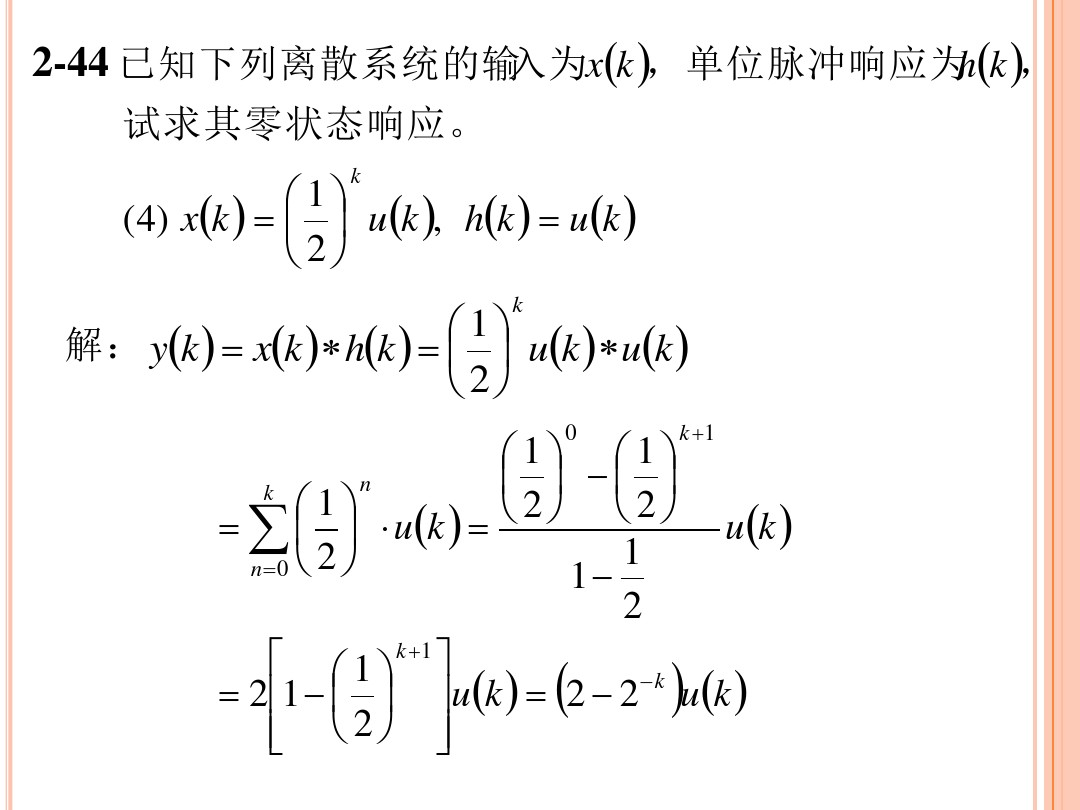 2-44 已知下列离散系统的输入为x(k)，单位脉冲响应为h(k)，
试求其零状态响应。
(4) x(k) = (1/2)^k u(k), h(k) = u(k)
解：y(k) = x(k)*h(k) = (1/2)^k u(k)*u(k)
= ∑_{n=0}^{k} (1/2)^n · u(k) = ((1/2)^0 − (1/2)^{k+1})/(1 − 1/2) u(k)
= 2[1 − (1/2)^{k+1}]u(k) = (2 − 2^{−k})u(k)